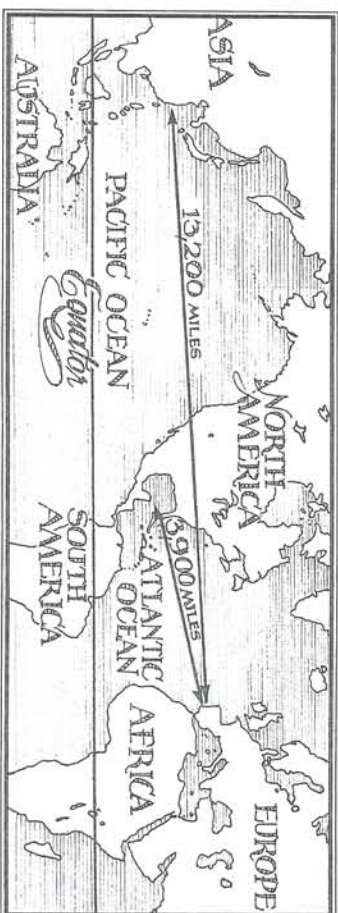 ASIA
AUSTRALIA
PACIFIC OCEAN
Equator
13,200 MILES
NORTH
AMERICA
3,900 MILES
SOUTH
AMERICA
ATLANTIC
OCEAN
AFRICA
EUROPE